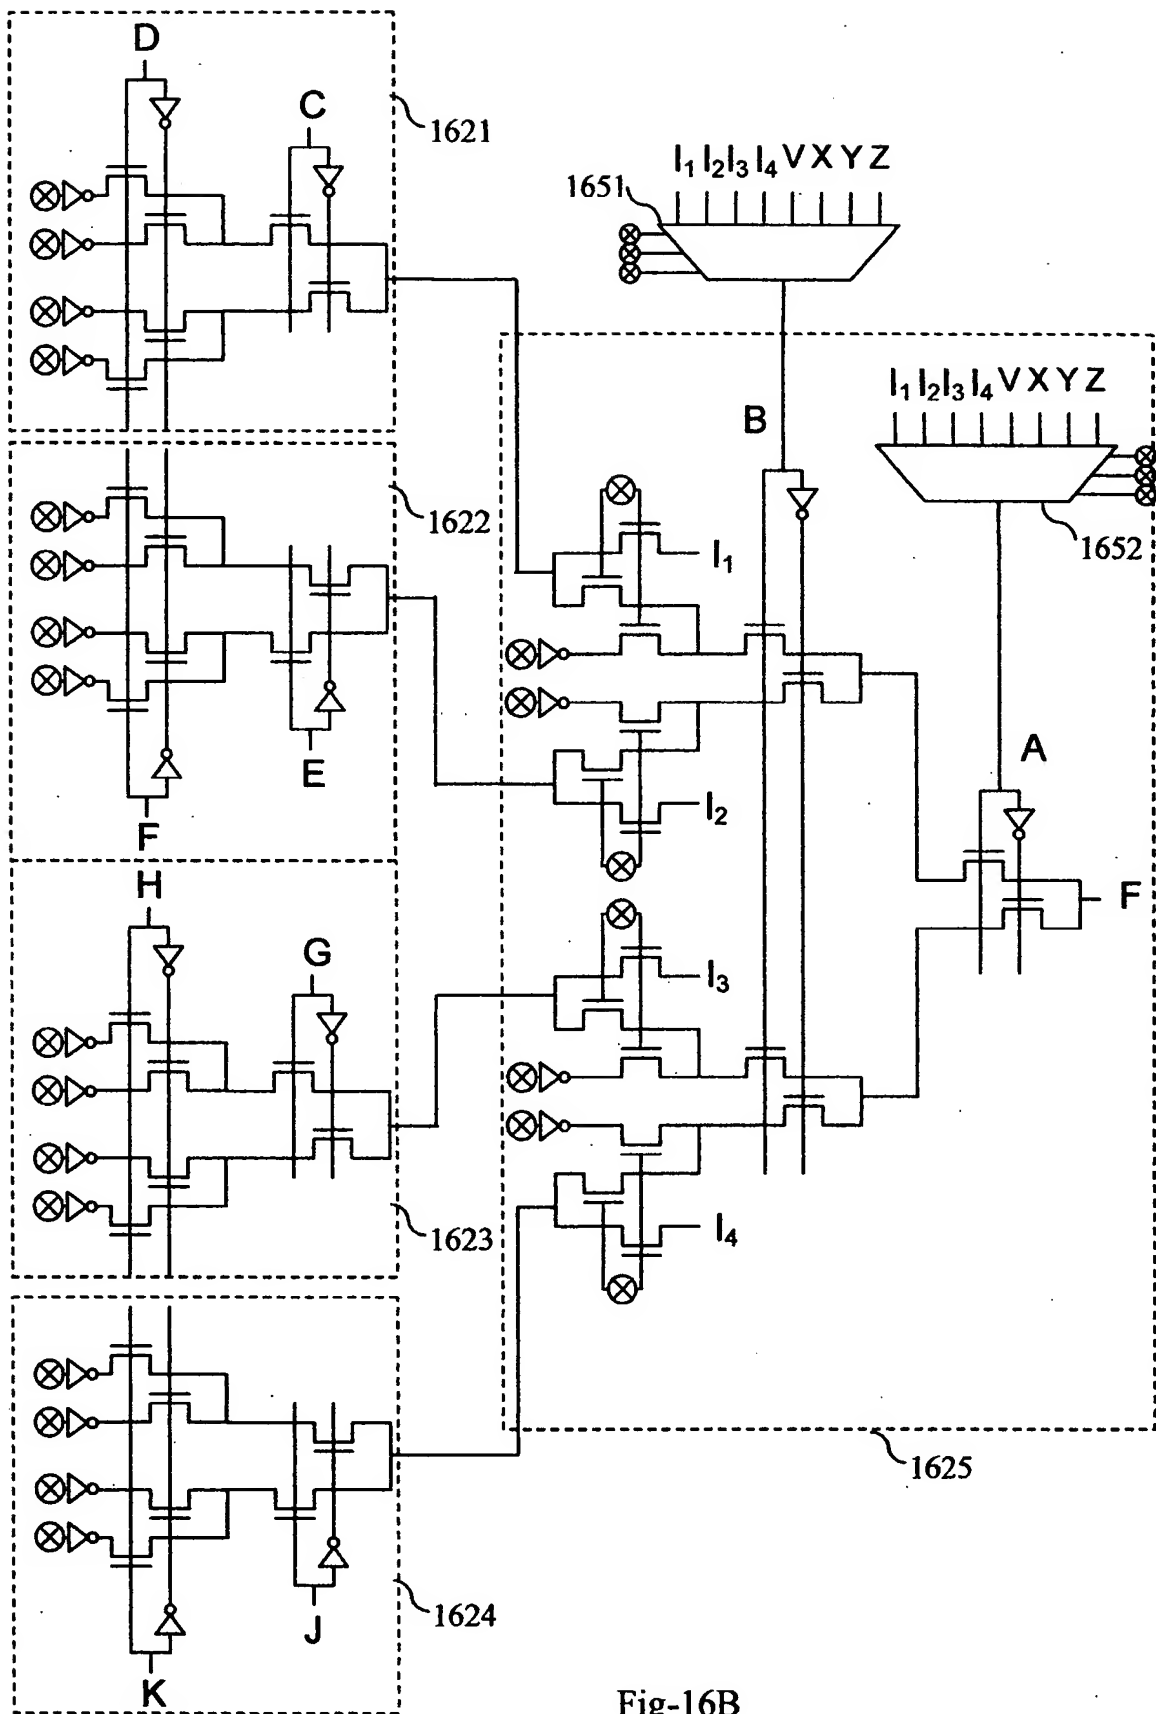 D
C
1621
I₁ I₂ I₃ I₄ V X Y Z
1651
I₁ I₂ I₃ I₄ V X Y Z
B
1652
1622
I₁
A
E
I₂
F
H
F
G
I₃
1623
I₄
1625
1624
J
K
Fig-16B